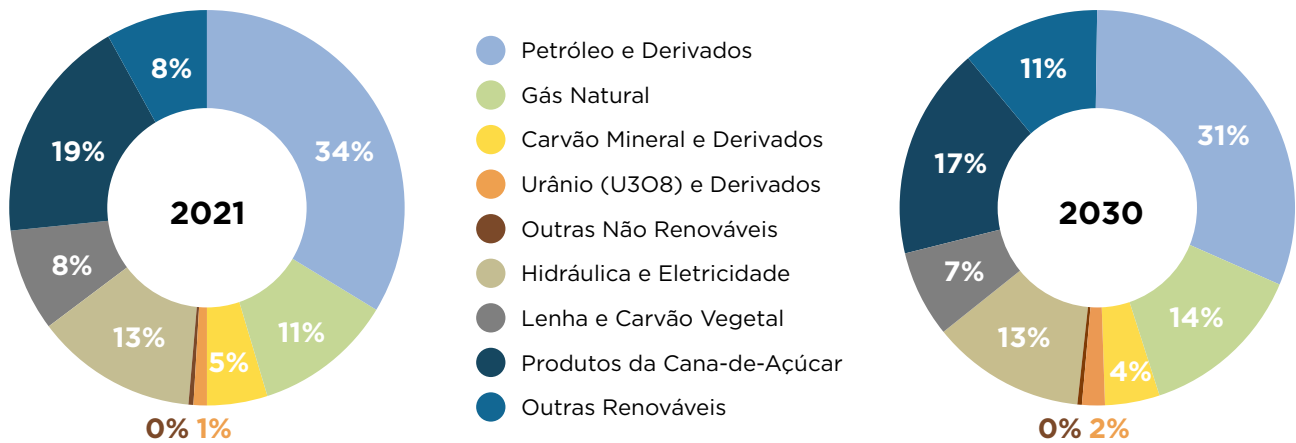 8%
34%
19%
2021
8%
13%
5%
11%
0% 1%
Petróleo e Derivados
Gás Natural
Carvão Mineral e Derivados
Urânio (U3O8) e Derivados
Outras Não Renováveis
Hidráulica e Eletricidade
Lenha e Carvão Vegetal
Produtos da Cana-de-Açúcar
Outras Renováveis
11%
31%
17%
2030
7%
14%
13%
4%
0% 2%